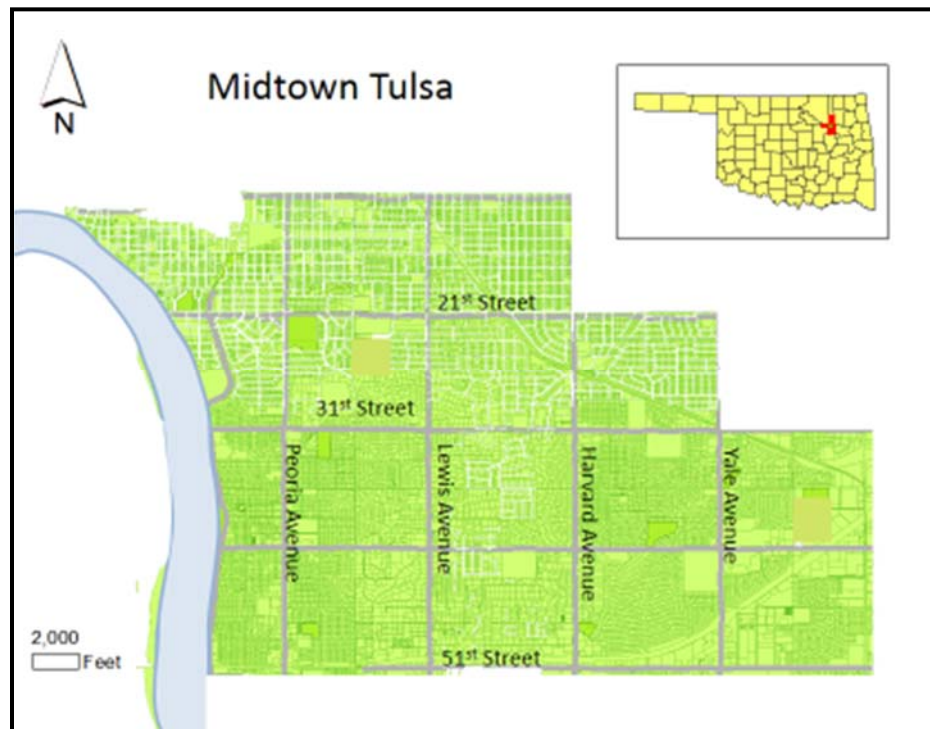 Midtown Tulsa
N
21st Street
31st Street
Peoria Avenue
Lewis Avenue
Harvard Avenue
Yale Avenue
51st Street
2,000
Feet